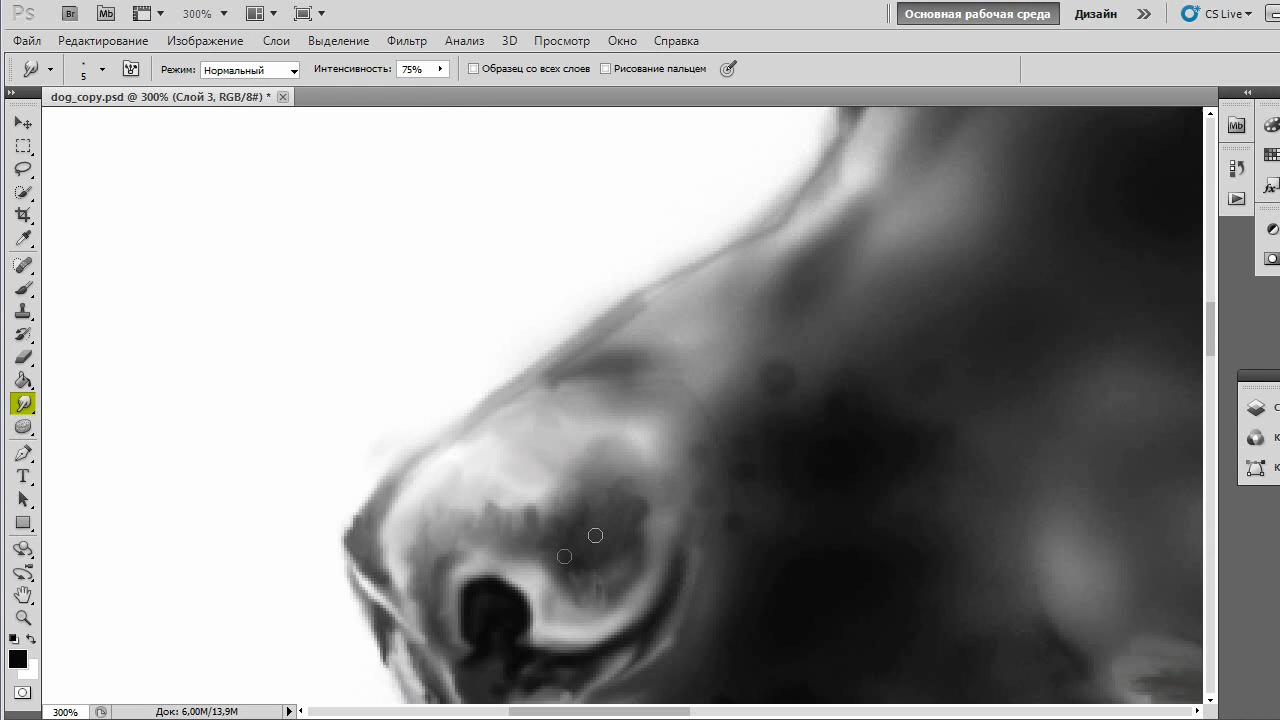 Ps Br Mb 300% Основная рабочая среда Дизайн CS Live
Файл Редактирование Изображение Слои Выделение Фильтр Анализ 3D Просмотр Окно Справка
5 Режим: Нормальный Интенсивность: 75% Образец со всех слоев Рисование пальцем
dog_copy.psd @ 300% (Слой 3, RGB/8#) *
Mb
fx
С
К
T
К
300% Док: 6,00M/13,9M